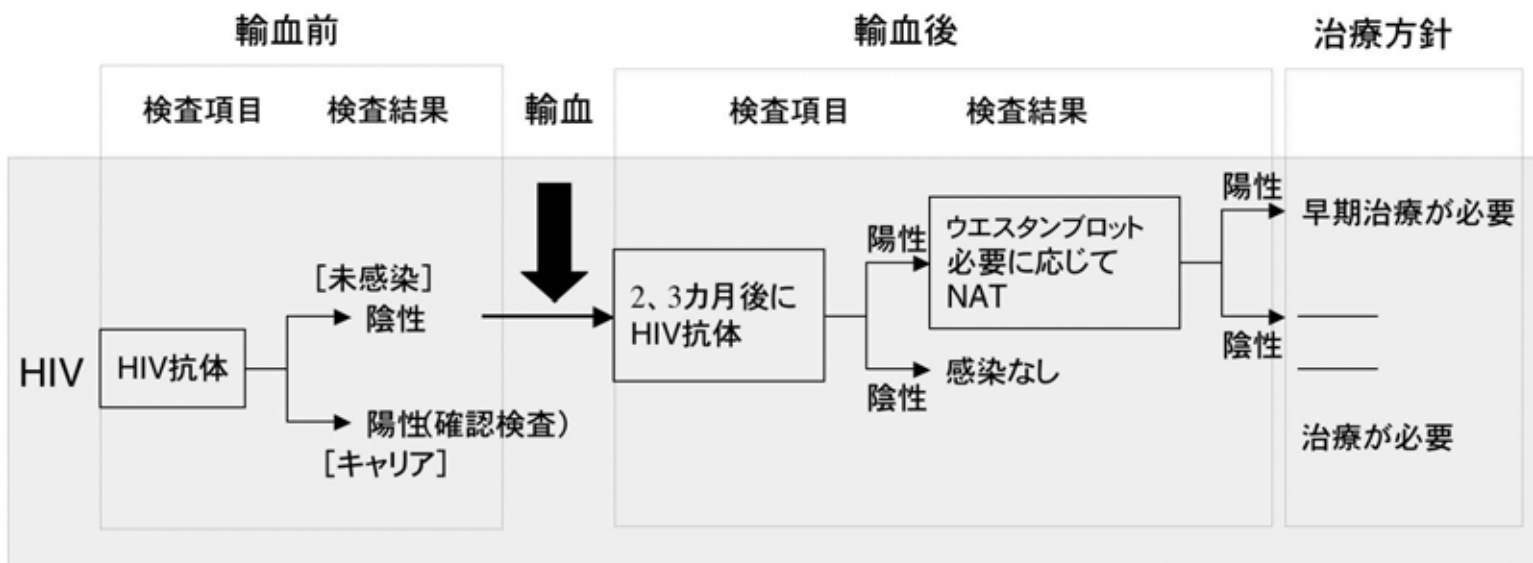 輸血前
輸血後
治療方針
検査項目
検査結果
輸血
検査項目
検査結果
HIV
HIV抗体
[未感染]
陰性
陽性(確認検査)
[キャリア]
2、3カ月後に
HIV抗体
陽性
陰性
ウエスタンブロット
必要に応じて
NAT
感染なし
陽性
陰性
早期治療が必要
治療が必要